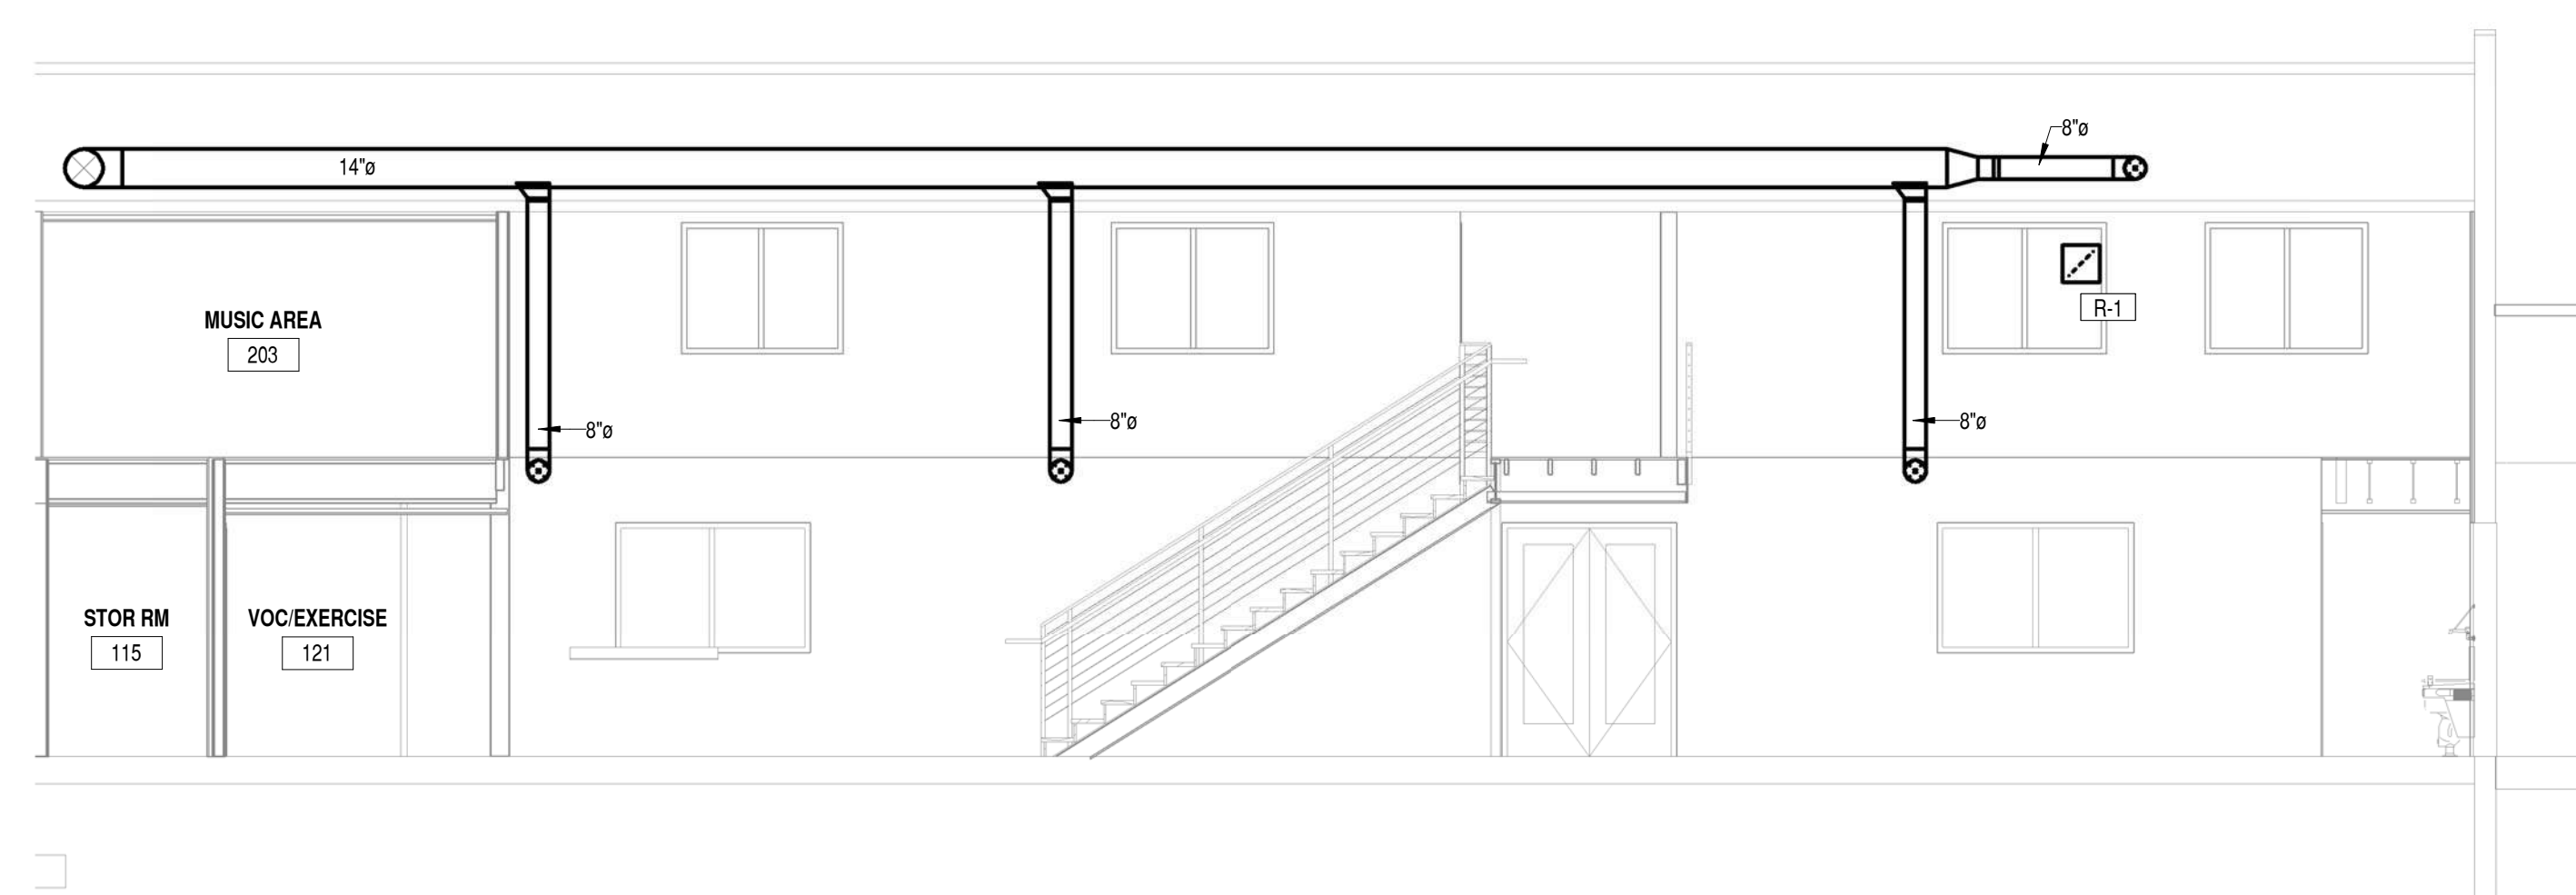 8"ø
14"ø
R-1
MUSIC AREA
203
8"ø
8"ø
8"ø
STOR RM
115
VOC/EXERCISE
121